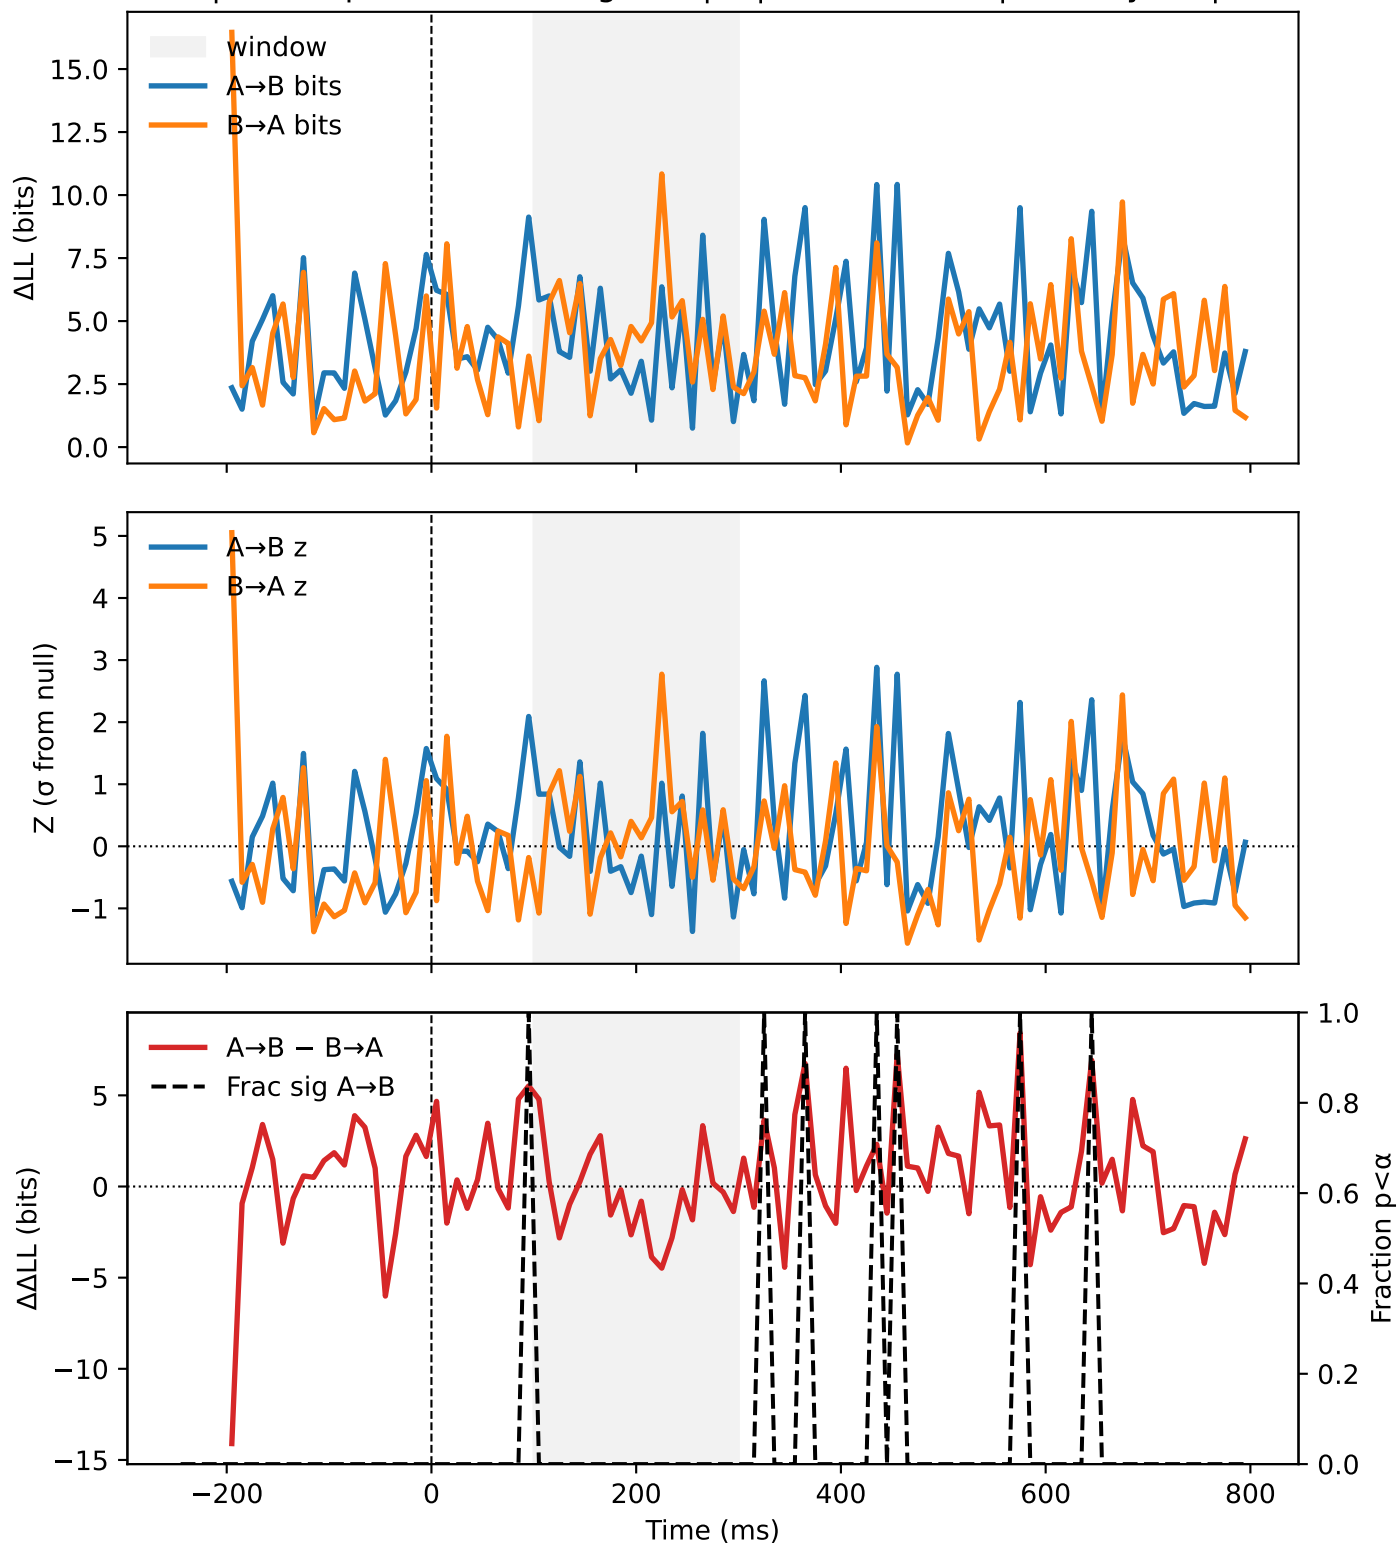 window
A→B bits
B→A bits
ΔLL (bits)
15.0
12.5
10.0
7.5
5.0
2.5
0.0
A→B z
B→A z
Z (σ from null)
5
4
3
2
1
0
−1
A→B − B→A
Frac sig A→B
ΔΔLL (bits)
5
0
−5
−10
−15
1.0
0.8
0.6
0.4
0.2
0.0
Fraction p<α
−200 0 200 400 600 800
Time (ms)